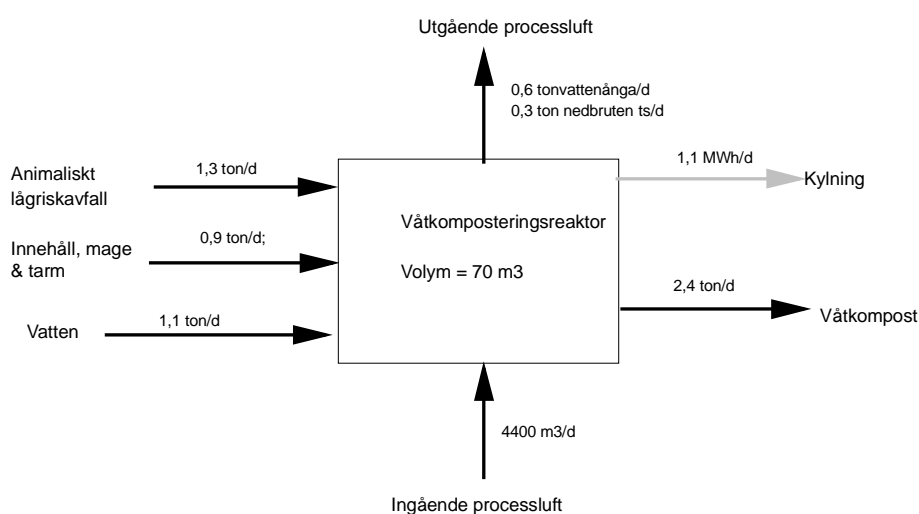 Utgående processluft
0,6 tonvattenånga/d
0,3 ton nedbruten ts/d
Animaliskt
lågriskavfall
1,3 ton/d
1,1 MWh/d
Kylning
Innehåll, mage
& tarm
0,9 ton/d;
Våtkomposteringsreaktor
Volym = 70 m3
Vatten
1,1 ton/d
2,4 ton/d
Våtkompost
4400 m3/d
Ingående processluft